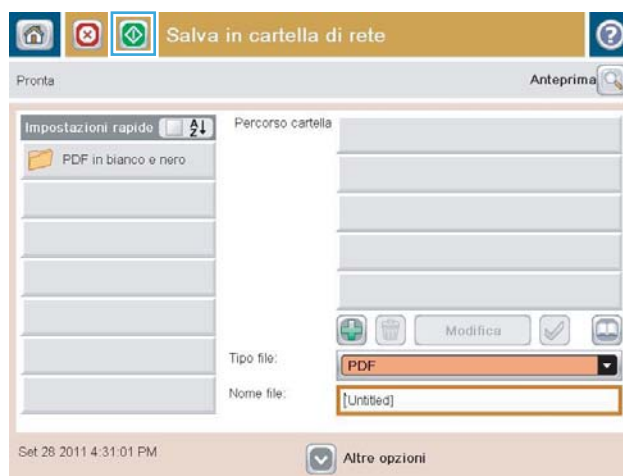 Salva in cartella di rete
Pronta
Anteprima
Impostazioni rapide
PDF in bianco e nero
Percorso cartella
Modifica
Tipo file:
PDF
Nome file:
[Untitled]
Set 28 2011 4:31:01 PM
Altre opzioni